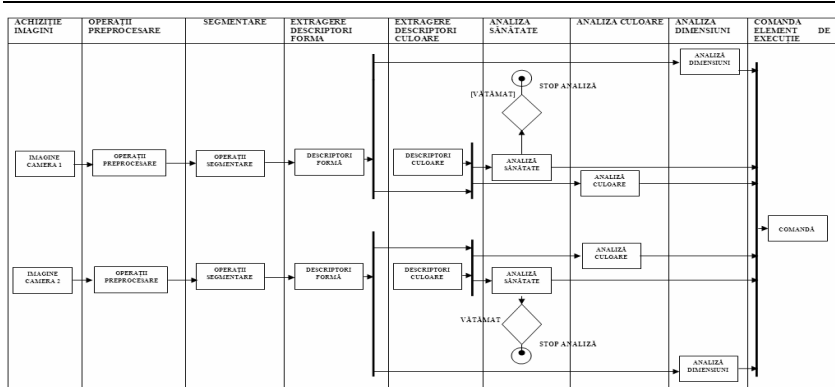 ACHIZIȚIE
IMAGINI
OPERAȚII
PREPROCESARE
SEGMENTARE
EXTRAGERE
DESCRIPTORI
FORMA
EXTRAGERE
DESCRIPTORI
CULOARE
ANALIZA
SĂNĂTATE
ANALIZA CULOARE
ANALIZA
DIMENSIUNI
COMANDA
ELEMENT DE
EXECUȚIE
ANALIZĂ
DIMENSIUNI
STOP ANALIZĂ
[VĂTĂMAT]
IMAGINE
CAMERA 1
OPERAȚII
PREPROCESARE
OPERAȚII
SEGMENTARE
DESCRIPTORI
FORMĂ
DESCRIPTORI
CULOARE
ANALIZĂ
SĂNĂTATE
ANALIZĂ
CULOARE
COMANDĂ
ANALIZĂ
CULOARE
IMAGINE
CAMERA 2
OPERAȚII
PREPROCESARE
OPERAȚII
SEGMENTARE
DESCRIPTORI
FORMĂ
DESCRIPTORI
CULOARE
ANALIZĂ
SĂNĂTATE
VĂTĂMAT
STOP ANALIZĂ
ANALIZĂ
DIMENSIUNI